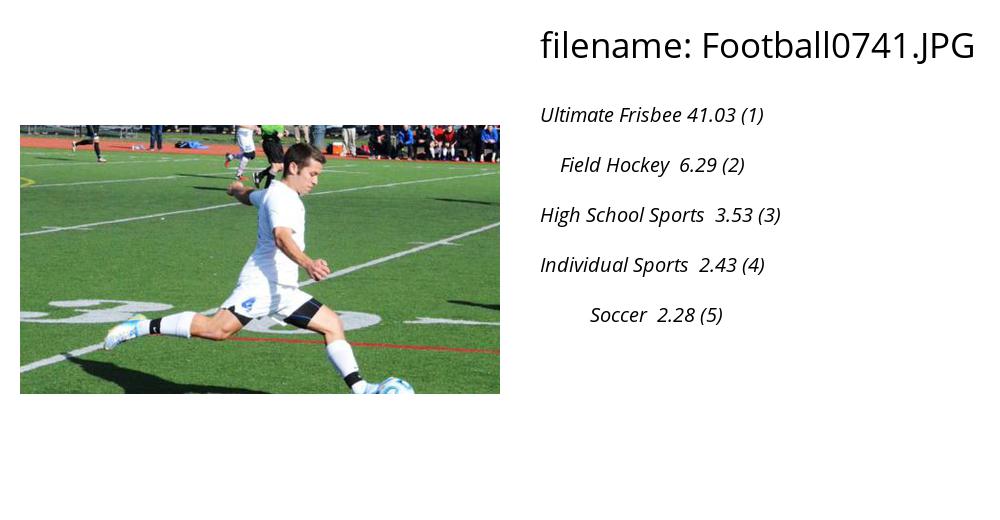 filename: Football0741.JPG
Ultimate Frisbee 41.03 (1)
Field Hockey 6.29 (2)
High School Sports 3.53 (3)
Individual Sports 2.43 (4)
Soccer 2.28 (5)